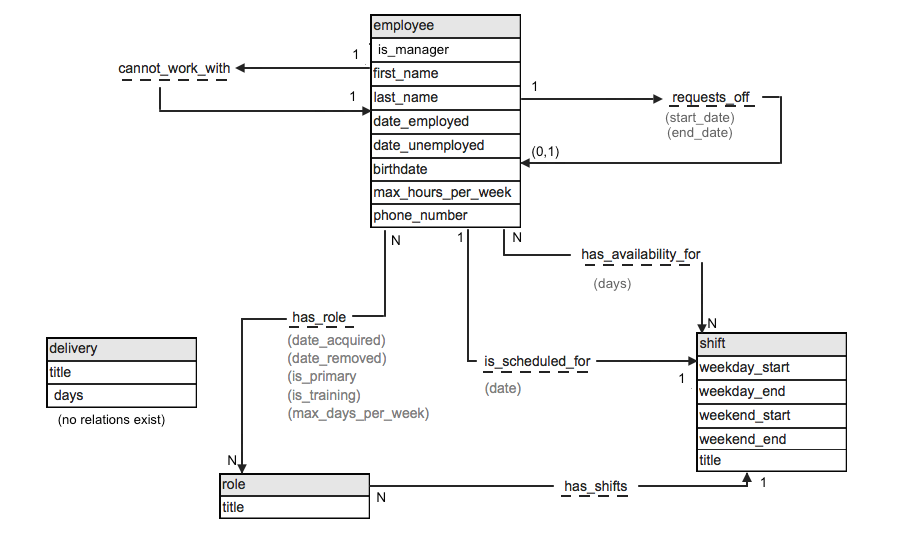 employee
is_manager
first_name
last_name
date_employed
date_unemployed
birthdate
max_hours_per_week
phone_number
1
cannot_work_with
1
1
requests_off
(start_date)
(end_date)
(0,1)
N
1
N
has_availability_for
(days)
N
has_role
(date_acquired)
(date_removed)
(is_primary
(is_training)
(max_days_per_week)
is_scheduled_for
(date)
1
delivery
title
days
(no relations exist)
shift
weekday_start
weekday_end
weekend_start
weekend_end
title
N
role
title
N
has_shifts
1